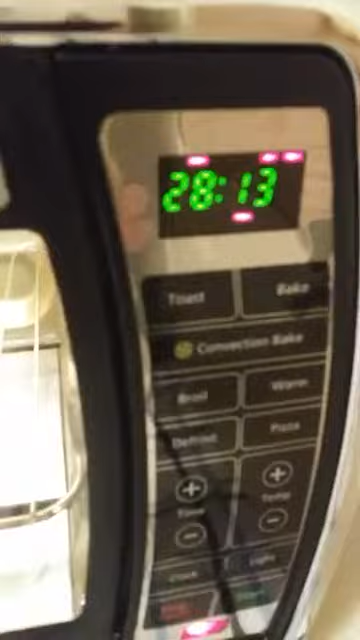 28:13
Toast Bake
Convection Bake
Broil Warm
Defrost Pizza
+ +
Time Temp
- -
Clock Light